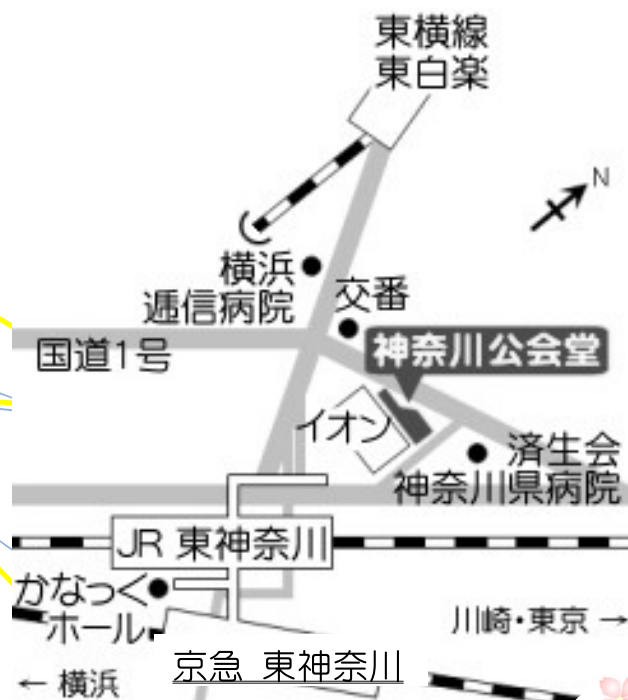 東横線
東白楽
N
横浜
逓信病院
交番
国道1号
神奈川公会堂
イオン
済生会
神奈川県病院
JR 東神奈川
かなっく
ホール
川崎・東京 →
京急 東神奈川
← 横浜